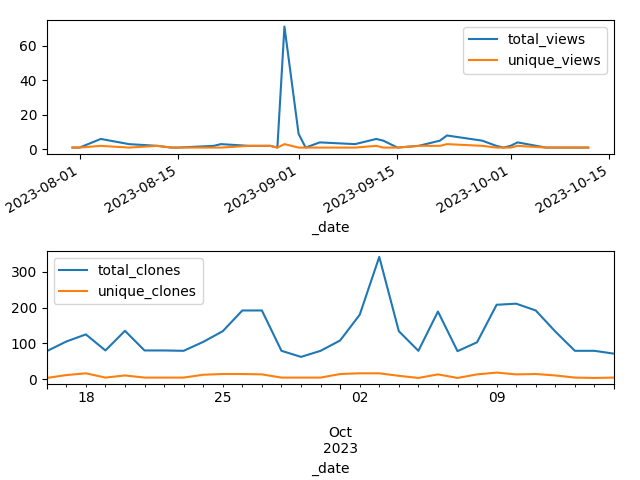 60
40
20
0
total_views
unique_views
2023-08-01
2023-08-15
2023-09-01
2023-09-15
2023-10-01
2023-10-15
_date
300
200
100
0
total_clones
unique_clones
18
25
02
09
Oct
2023
_date